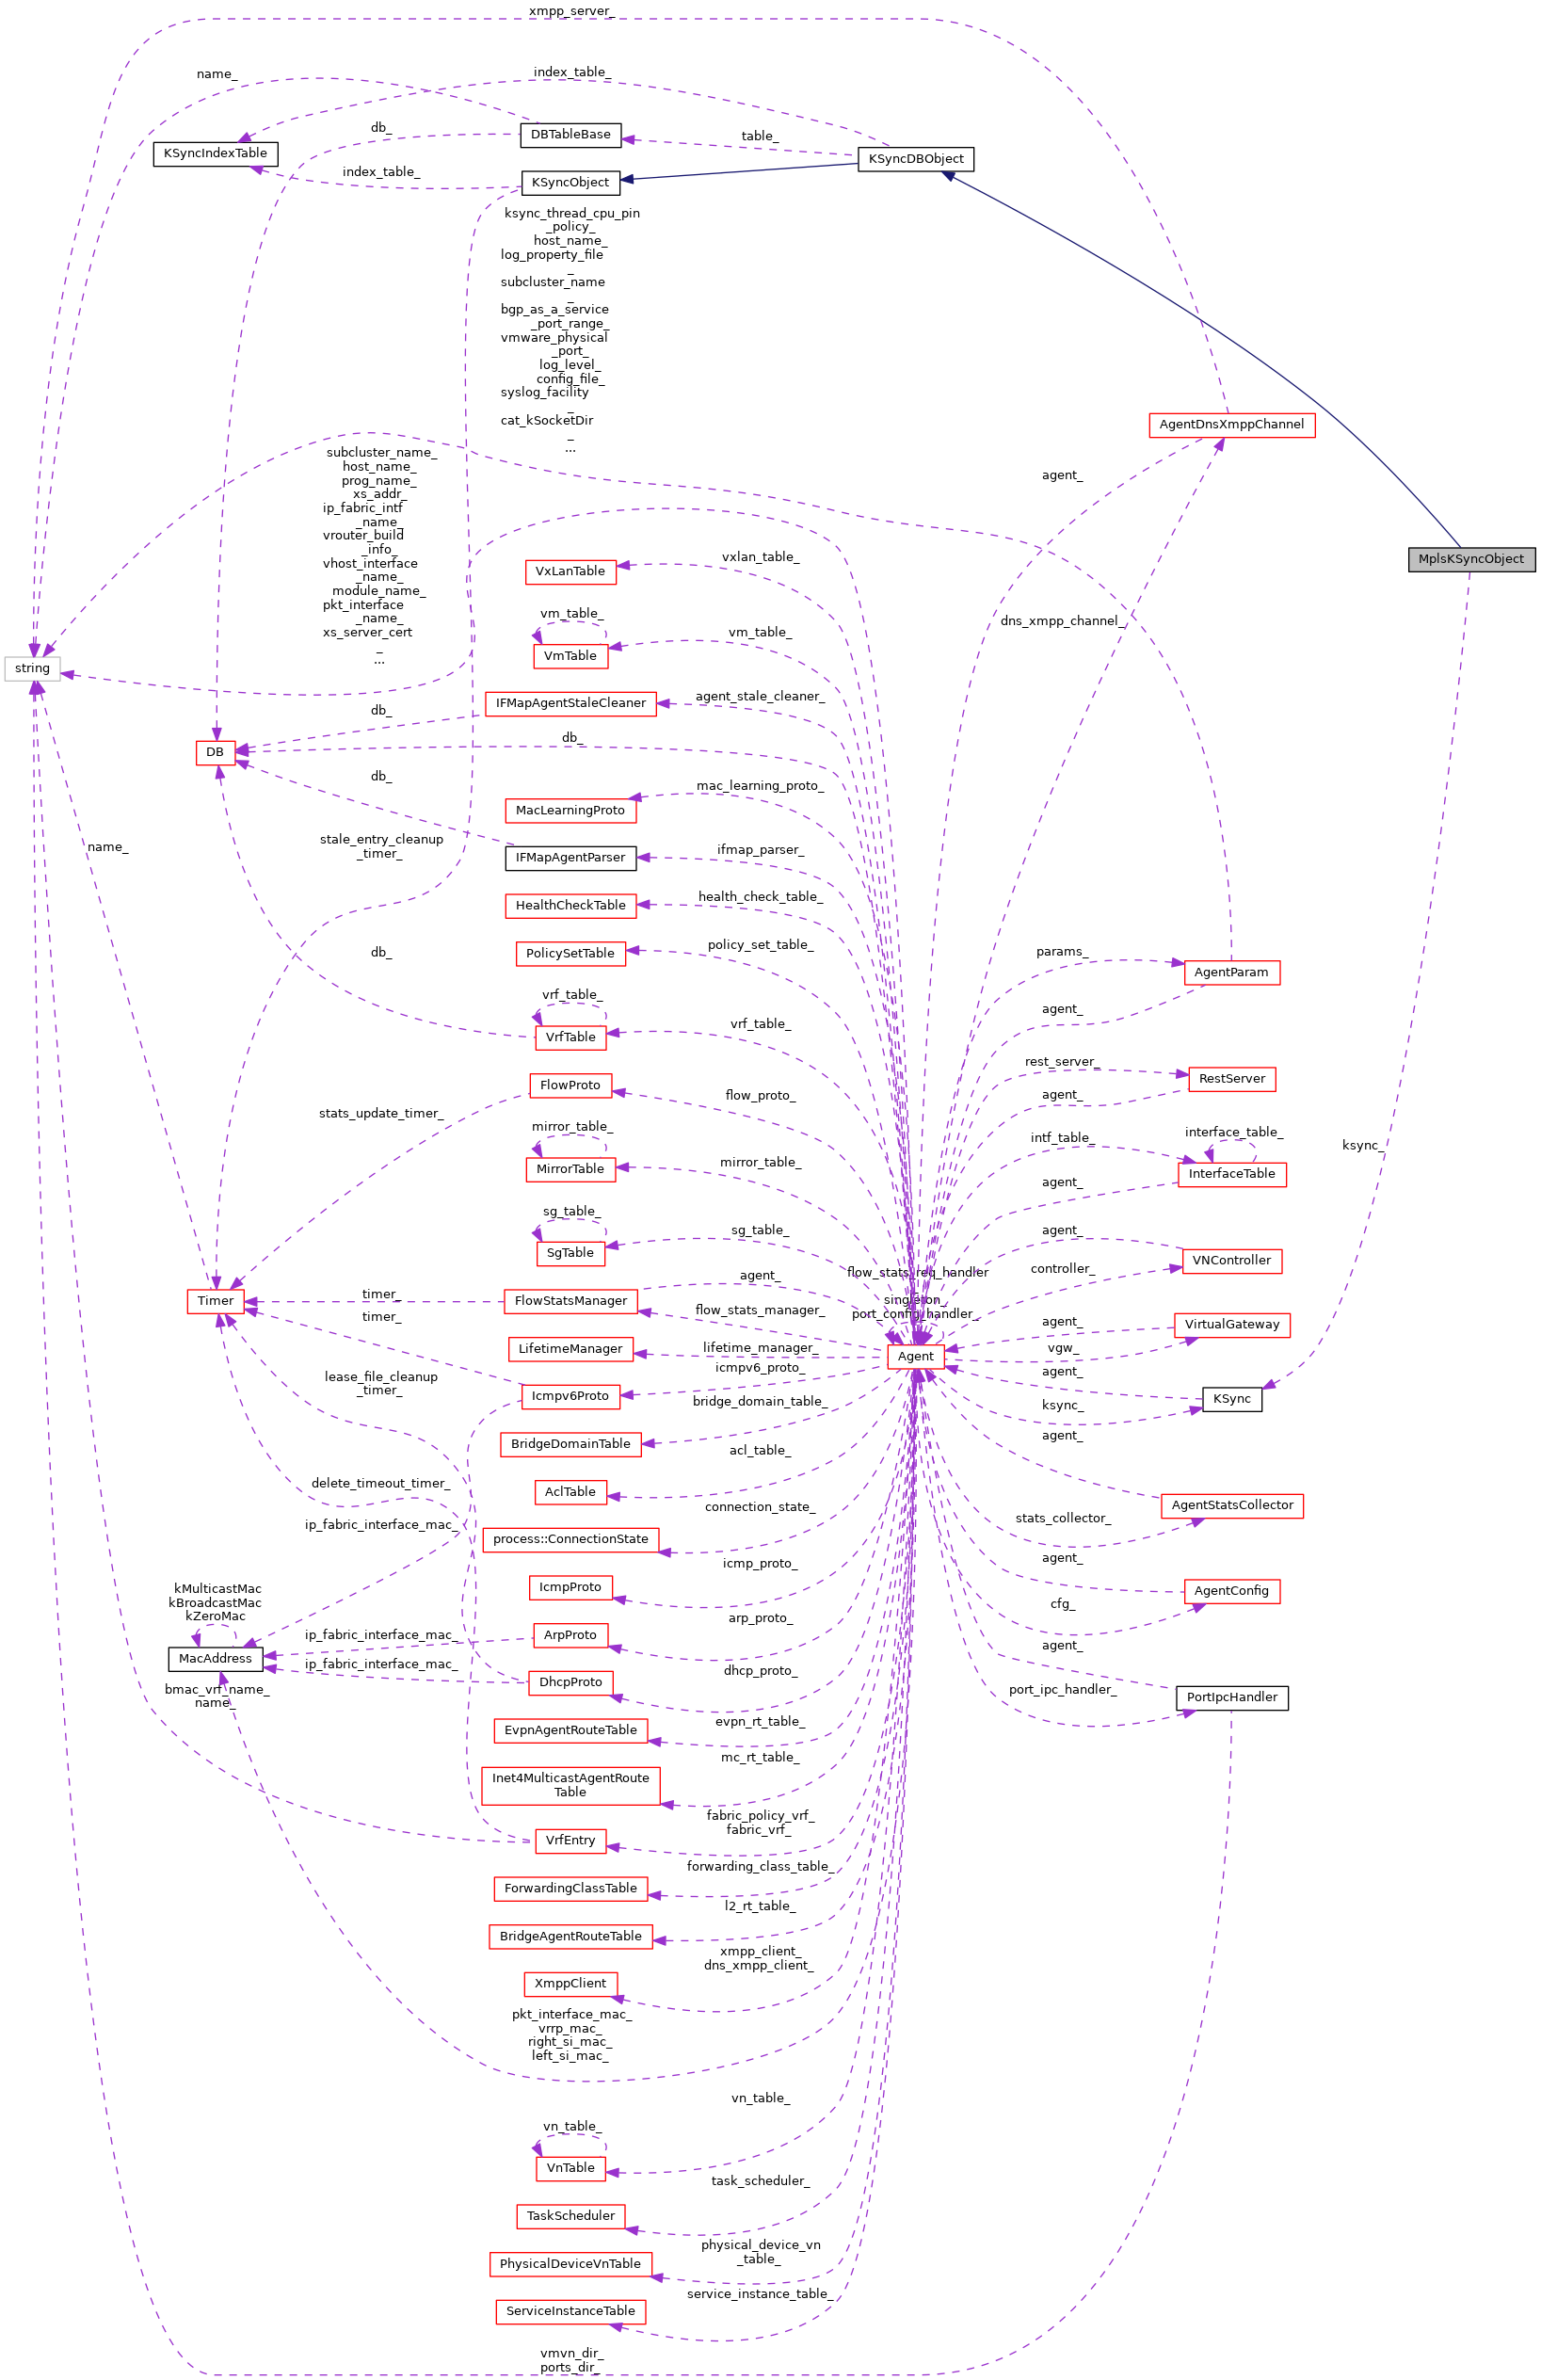 xmpp_server_
name_
index_table_
db_
DBTableBase
table_
KSyncIndexTable
KSyncDBObject
index_table_
KSyncObject
ksync_thread_cpu_pin
_policy_
host_name_
log_property_file
_
subcluster_name
_
bgp_as_a_service
_port_range_
vmware_physical
_port_
log_level_
config_file_
syslog_facility
_
cat_kSocketDir
_
...
AgentDnsXmppChannel
subcluster_name_
host_name_
prog_name_
xs_addr_
ip_fabric_intf
_name_
vrouter_build
_info_
vhost_interface
_name_
module_name_
pkt_interface
_name_
xs_server_cert
_
...
agent_
vxlan_table_
VxLanTable
MplsKSyncObject
vm_table_
VmTable
vm_table_
dns_xmpp_channel_
string
IFMapAgentStaleCleaner
agent_stale_cleaner_
db_
DB
db_
db_
mac_learning_proto_
MacLearningProto
name_
stale_entry_cleanup
_timer_
IFMapAgentParser
ifmap_parser_
HealthCheckTable
health_check_table_
db_
PolicySetTable
policy_set_table_
params_
AgentParam
agent_
vrf_table_
VrfTable
vrf_table_
rest_server_
RestServer
agent_
FlowProto
flow_proto_
stats_update_timer_
mirror_table_
MirrorTable
mirror_table_
intf_table_
interface_table_
InterfaceTable
agent_
ksync_
sg_table_
SgTable
sg_table_
agent_
VNController
controller_
Timer
timer_
timer_
FlowStatsManager
agent_
flow_stats_manager_
flow_stats_req_handler
singleton_
port_config_handler_
Agent
agent_
VirtualGateway
vgw_
LifetimeManager
lifetime_manager_
lease_file_cleanup
_timer_
Icmpv6Proto
icmpv6_proto_
agent_
KSync
ksync_
BridgeDomainTable
bridge_domain_table_
agent_
acl_table_
delete_timeout_timer_
AclTable
AgentStatsCollector
stats_collector_
ip_fabric_interface_mac_
process::ConnectionState
connection_state_
agent_
AgentConfig
cfg_
kMulticastMac
kBroadcastMac
kZeroMac
IcmpProto
icmp_proto_
MacAddress
ip_fabric_interface_mac_
ArpProto
arp_proto_
agent_
ip_fabric_interface_mac_
DhcpProto
dhcp_proto_
port_ipc_handler_
PortIpcHandler
bmac_vrf_name_
name_
EvpnAgentRouteTable
evpn_rt_table_
Inet4MulticastAgentRoute
Table
mc_rt_table_
VrfEntry
fabric_policy_vrf_
fabric_vrf_
ForwardingClassTable
forwarding_class_table_
BridgeAgentRouteTable
l2_rt_table_
XmppClient
xmpp_client_
dns_xmpp_client_
pkt_interface_mac_
vrrp_mac_
right_si_mac_
left_si_mac_
vn_table_
vn_table_
VnTable
TaskScheduler
task_scheduler_
PhysicalDeviceVnTable
physical_device_vn
_table_
ServiceInstanceTable
service_instance_table_
vmvn_dir_
ports_dir_